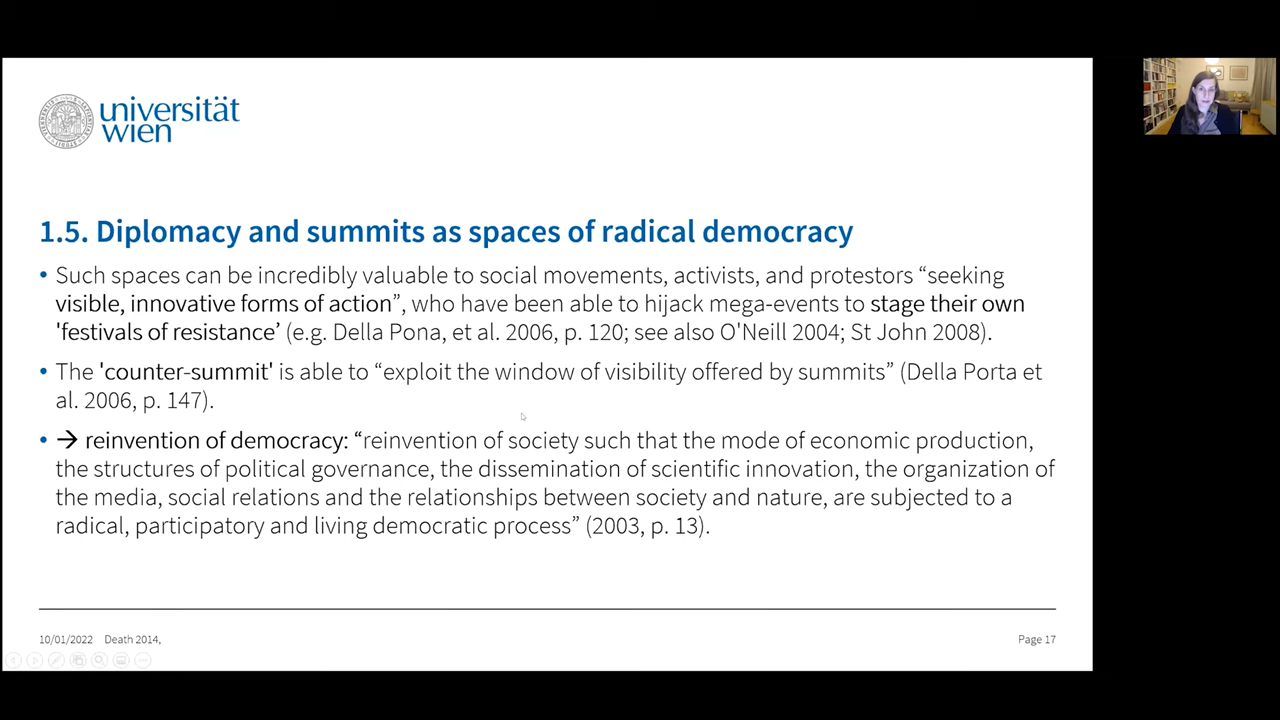 universität
wien
1.5. Diplomacy and summits as spaces of radical democracy
• Such spaces can be incredibly valuable to social movements, activists, and protestors “seeking
visible, innovative forms of action”, who have been able to hijack mega-events to stage their own
'festivals of resistance’ (e.g. Della Pona, et al. 2006, p. 120; see also O'Neill 2004; St John 2008).
• The 'counter-summit' is able to “exploit the window of visibility offered by summits” (Della Porta et
al. 2006, p. 147).
• → reinvention of democracy: “reinvention of society such that the mode of economic production,
the structures of political governance, the dissemination of scientific innovation, the organization of
the media, social relations and the relationships between society and nature, are subjected to a
radical, participatory and living democratic process” (2003, p. 13).
10/01/2022 Death 2014, Page 17